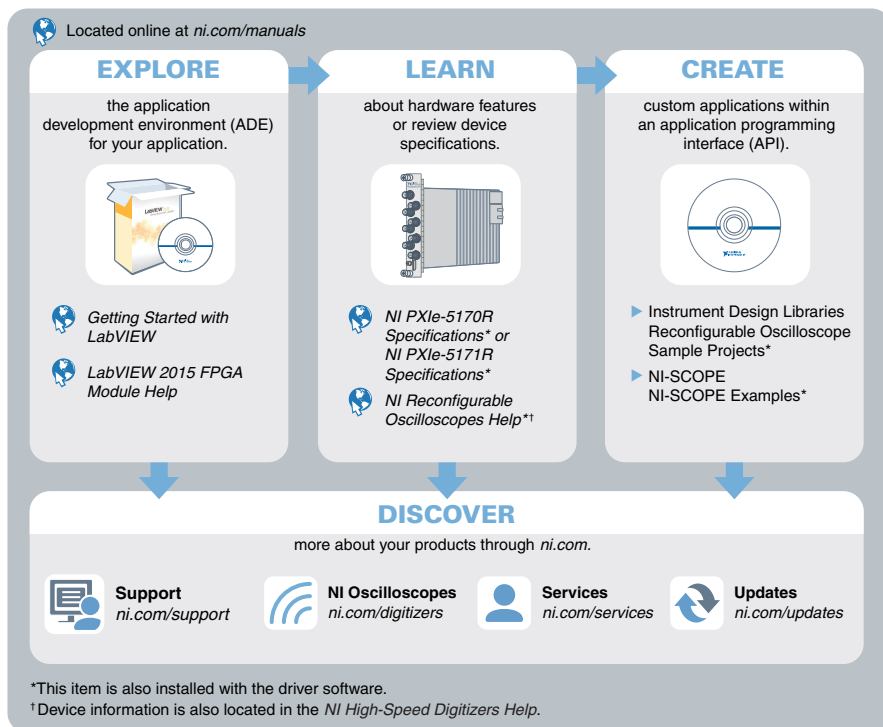 Located online at ni.com/manuals
EXPLORE
the application
development environment (ADE)
for your application.
LabVIEW
Getting Started with
LabVIEW
LabVIEW 2015 FPGA
Module Help
LEARN
about hardware features
or review device
specifications.
NI PXIe-5170R
Specifications* or
NI PXIe-5171R
Specifications*
NI Reconfigurable
Oscilloscopes Help*†
CREATE
custom applications within
an application programming
interface (API).
Instrument Design Libraries
Reconfigurable Oscilloscope
Sample Projects*
NI-SCOPE
NI-SCOPE Examples*
DISCOVER
more about your products through ni.com.
Support
ni.com/support
NI Oscilloscopes
ni.com/digitizers
Services
ni.com/services
Updates
ni.com/updates
*This item is also installed with the driver software.
†Device information is also located in the NI High-Speed Digitizers Help.